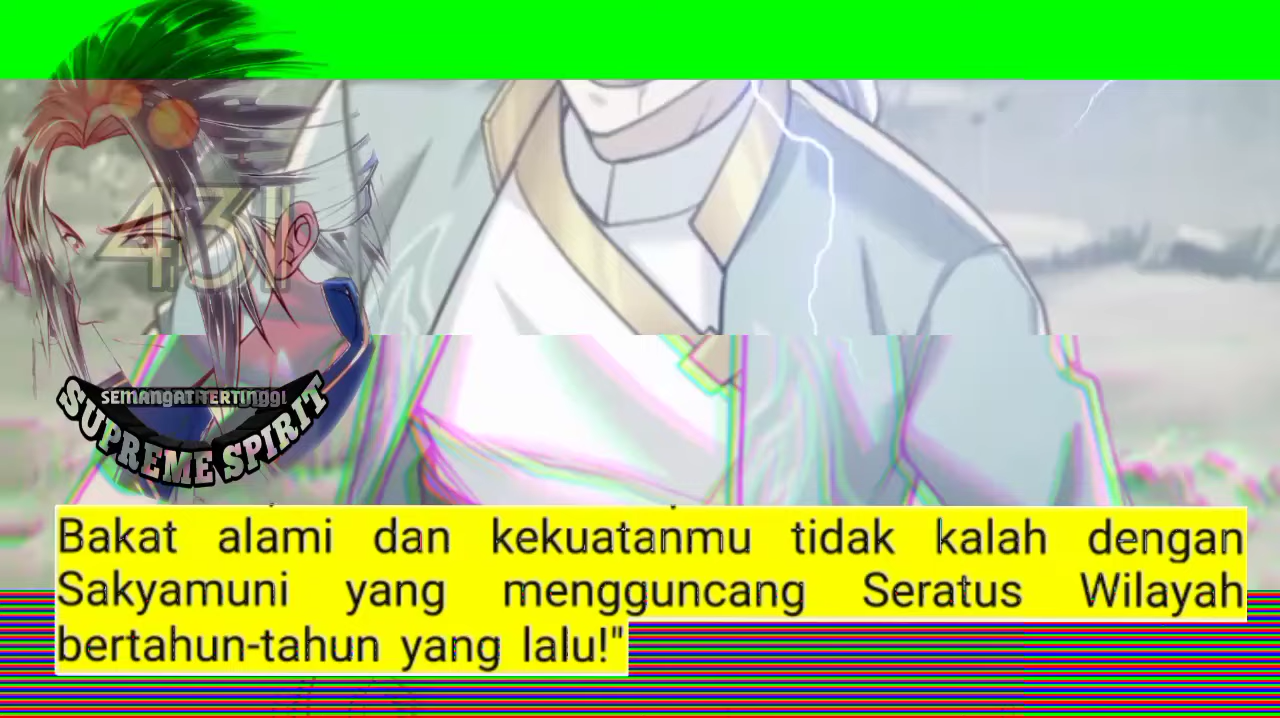 431
SEMANGAT TERTINGGI
SUPREME SPIRIT
Bakat alami dan kekuatanmu tidak kalah dengan
Sakyamuni yang mengguncang Seratus Wilayah
bertahun-tahun yang lalu!"